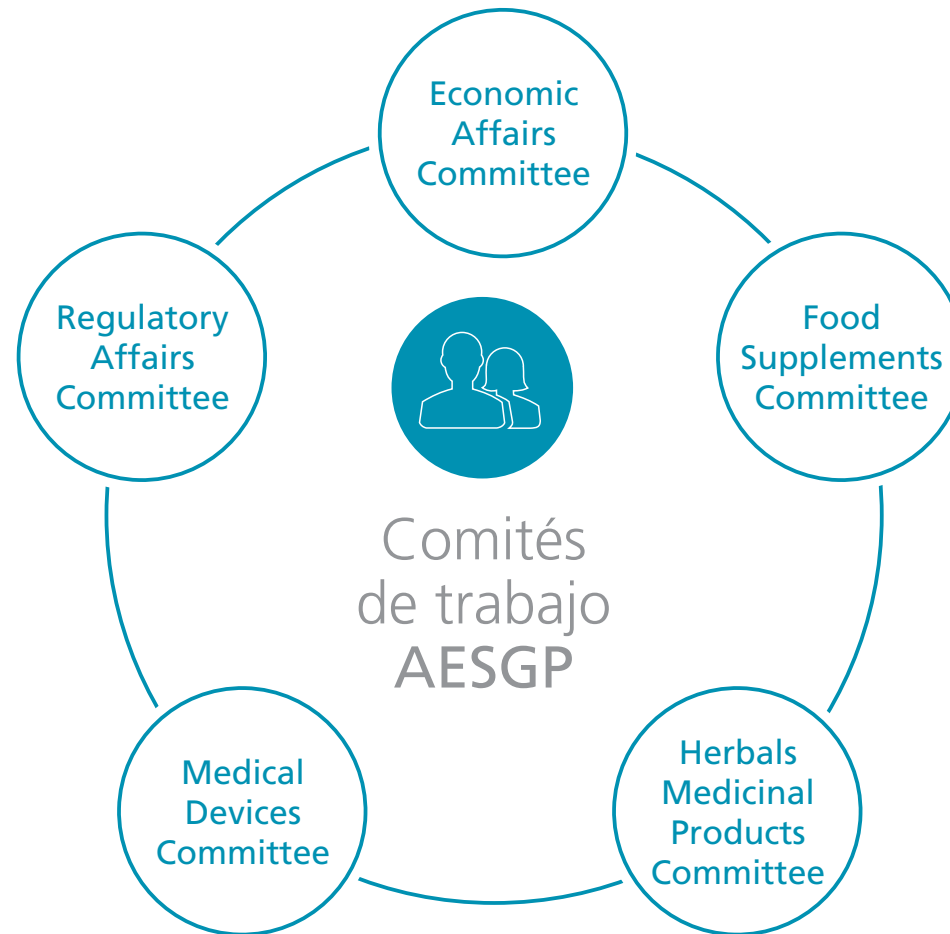 Economic
Affairs
Committee
Regulatory
Affairs
Committee
Food
Supplements
Committee
Comités
de trabajo
AESGP
Medical
Devices
Committee
Herbals
Medicinal
Products
Committee